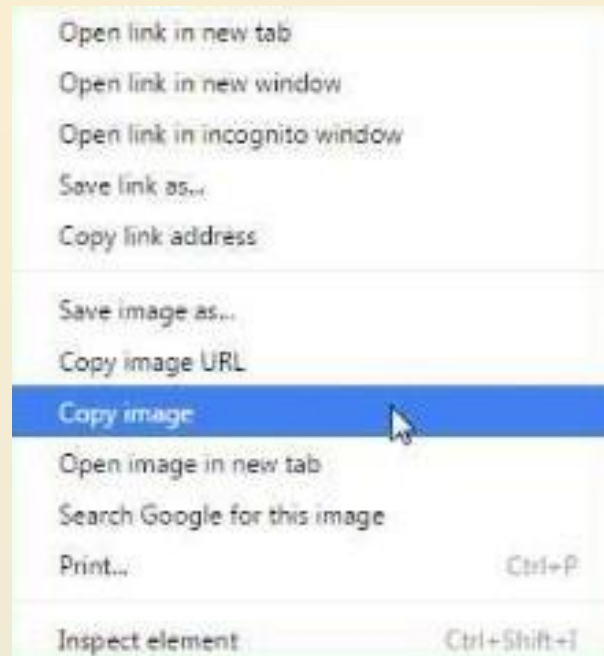 Open link in new tab
Open link in new window
Open link in incognito window
Save link as...
Copy link address
Save image as...
Copy image URL
Copy image
Open image in new tab
Search Google for this image
Print... Ctrl+P
Inspect element Ctrl+Shift+I